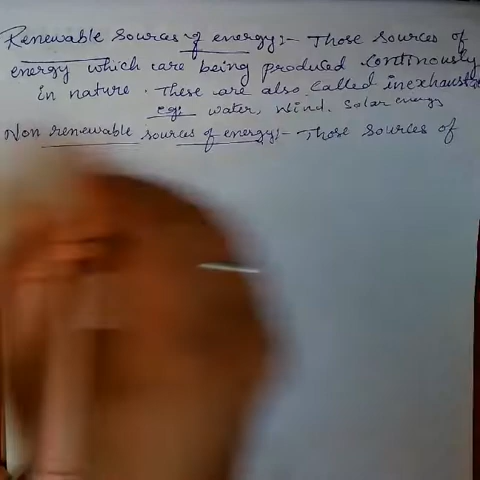 Renewable sources of energy:- Those sources of
energy which are being produced continously
in nature. These are also called inexhaust
eg: water, wind, solar energy
Non renewable sources of energy:- Those sources of